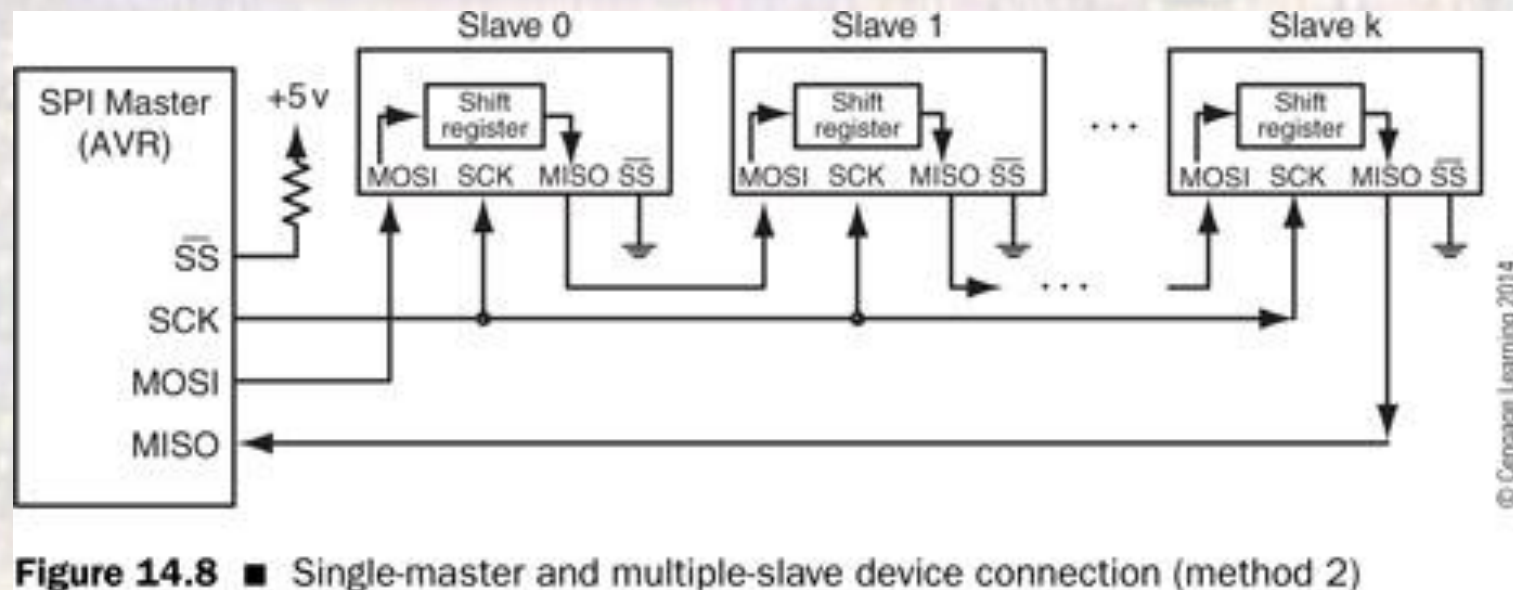 Slave 0
Slave 1
Slave k
SPI Master
(AVR)
+5 v
Shift
register
MOSI SCK MISO SS
Shift
register
MOSI SCK MISO SS
. . .
Shift
register
MOSI SCK MISO SS
SS
. . .
SCK
MOSI
MISO
© Cengage Learning 2014
Figure 14.8 ■ Single-master and multiple-slave device connection (method 2)